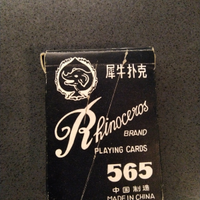 犀牛扑克
Rhinoceros
BRAND
PLAYING CARDS
565
中国制造
MADE IN CHINA